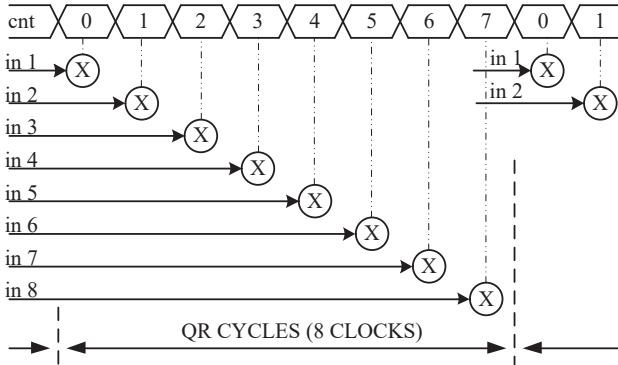 cnt 0 1 2 3 4 5 6 7 0 1
in 1 X in 1 X
in 2 X in 2 X
in 3 X
in 4 X
in 5 X
in 6 X
in 7 X
in 8 X
QR CYCLES (8 CLOCKS)